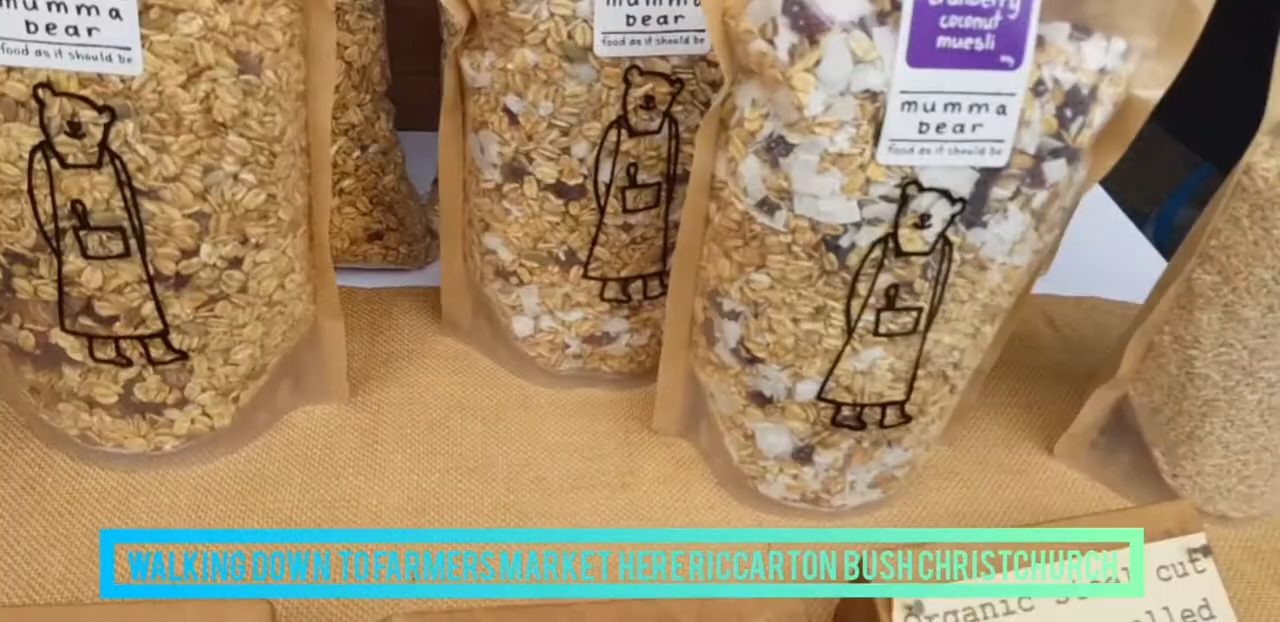 mumma
bear
food as it should be
mumma
bear
food as it should be
cranberry
coconut
muesli
mumma
bear
food as it should be
WALKING DOWN TO FARMERS MARKET HERE RICCARTON BUSH CHRISTCHURCH
organic cut